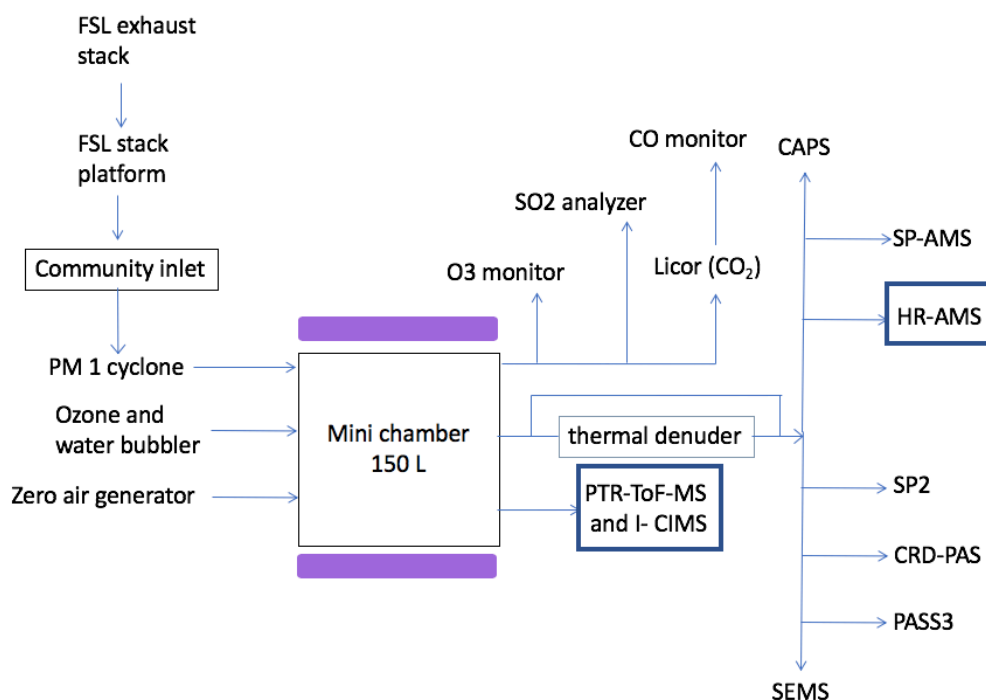 FSL exhaust
stack
FSL stack
platform
Community inlet
PM 1 cyclone
Ozone and
water bubbler
Zero air generator
Mini chamber
150 L
O3 monitor
SO2 analyzer
CO monitor
Licor (CO₂)
thermal denuder
PTR-ToF-MS
and I- CIMS
CAPS
SP-AMS
HR-AMS
SP2
CRD-PAS
PASS3
SEMS